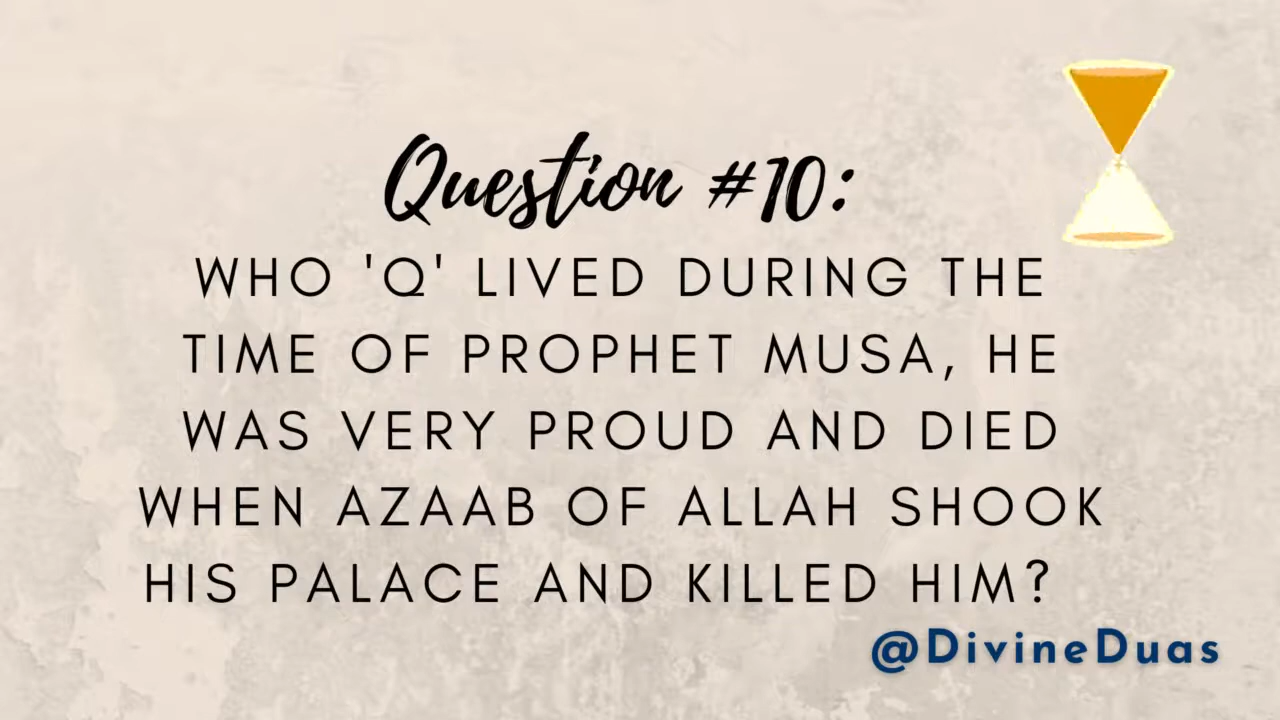 Question #10:
WHO 'Q' LIVED DURING THE
TIME OF PROPHET MUSA, HE
WAS VERY PROUD AND DIED
WHEN AZAAB OF ALLAH SHOOK
HIS PALACE AND KILLED HIM?
@DivineDuas